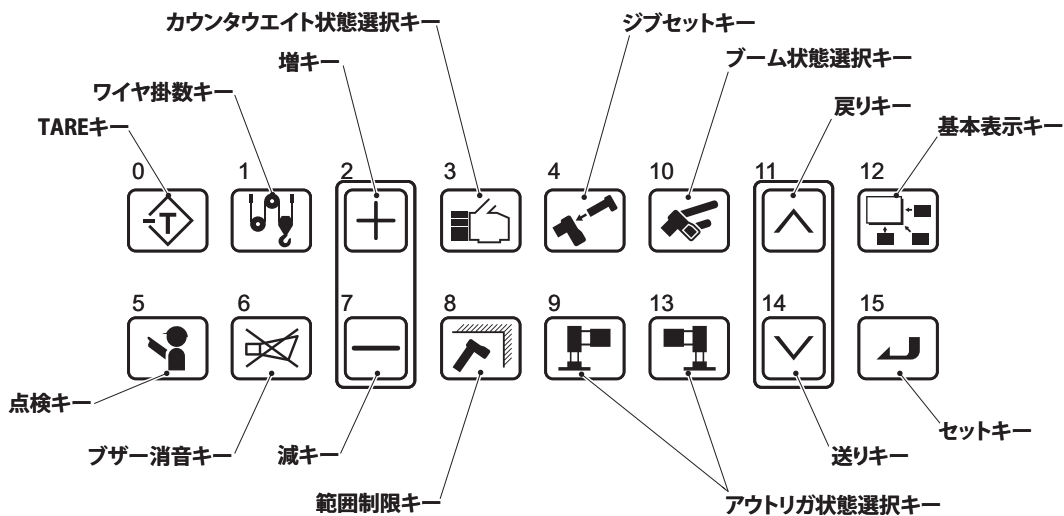 カウンタウエイト状態選択キー
ジブセットキー
増キー
ブーム状態選択キー
ワイヤ掛数キー
戻りキー
TAREキー
基本表示キー
0
1
2
3
4
10
11
12
T
5
6
7
8
9
13
14
15
点検キー
セットキー
ブザー消音キー
減キー
送りキー
範囲制限キー
アウトリガ状態選択キー